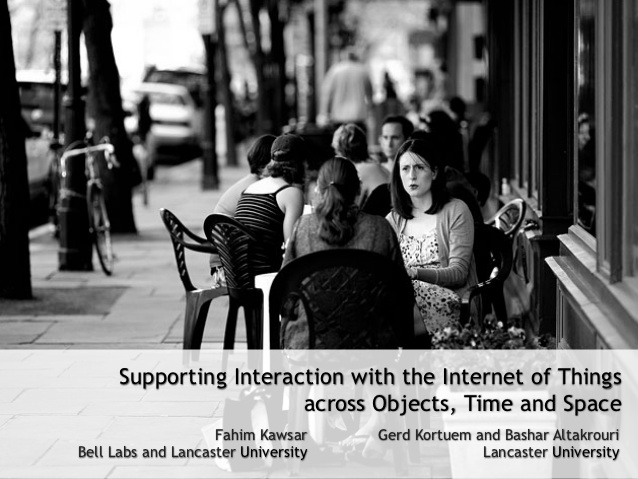 Supporting Interaction with the Internet of Things
across Objects, Time and Space
Fahim Kawsar
Bell Labs and Lancaster University
Gerd Kortuem and Bashar Altakrouri
Lancaster University